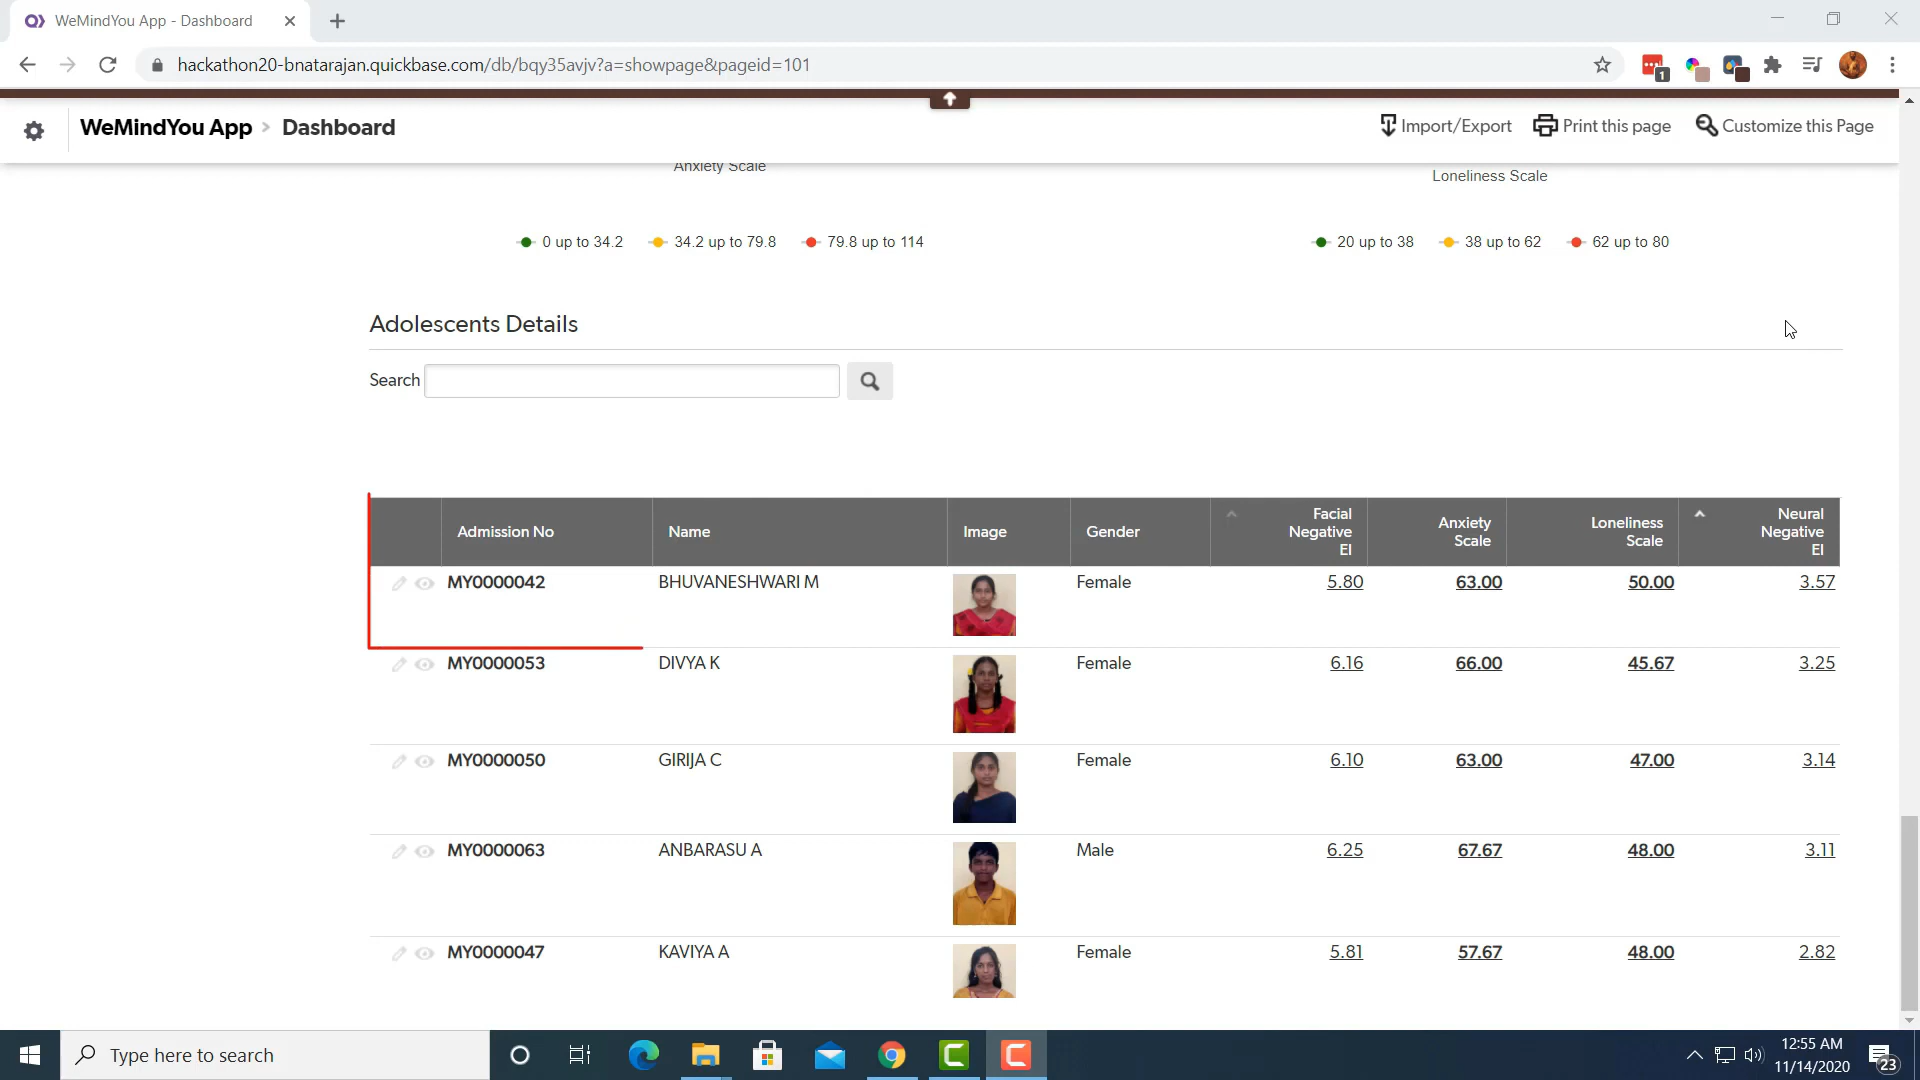 WeMindYou App - Dashboard
hackathon20-bnatarajan.quickbase.com/db/bqy35avjv?a=showpage&pageid=101
1
WeMindYou App > Dashboard
Import/Export Print this page Customize this Page
Anxiety Scale
Loneliness Scale
0 up to 34.2 34.2 up to 79.8 79.8 up to 114
20 up to 38 38 up to 62 62 up to 80
Adolescents Details
Search
Admission No Name Image Gender Facial Negative EI Anxiety Scale Loneliness Scale Neural Negative EI
MY0000042 BHUVANESHWARI M Female 5.80 63.00 50.00 3.57
MY0000053 DIVYA K Female 6.16 66.00 45.67 3.25
MY0000050 GIRIJA C Female 6.10 63.00 47.00 3.14
MY0000063 ANBARASU A Male 6.25 67.67 48.00 3.11
MY0000047 KAVIYA A Female 5.81 57.67 48.00 2.82
Type here to search
12:55 AM
11/14/2020
23